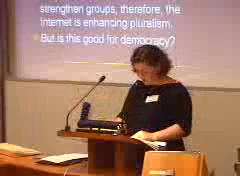 strengthen groups, therefore, the
Internet is enhancing pluralism.
But is this good for democracy?